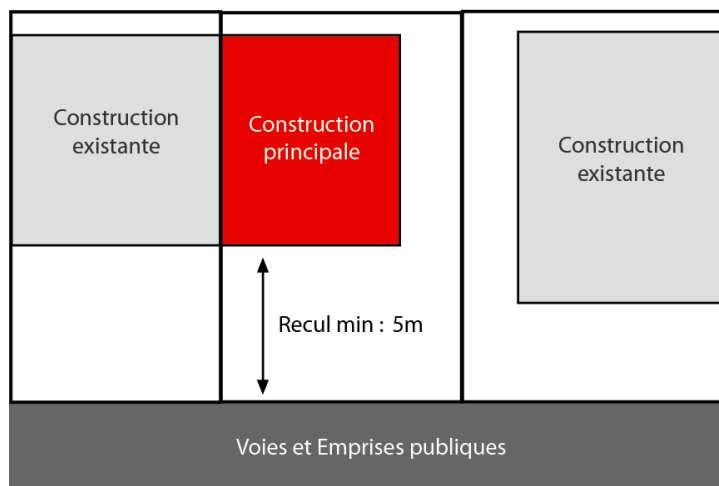 Construction
existante
Construction
principale
Construction
existante
Recul min : 5m
Voies et Emprises publiques